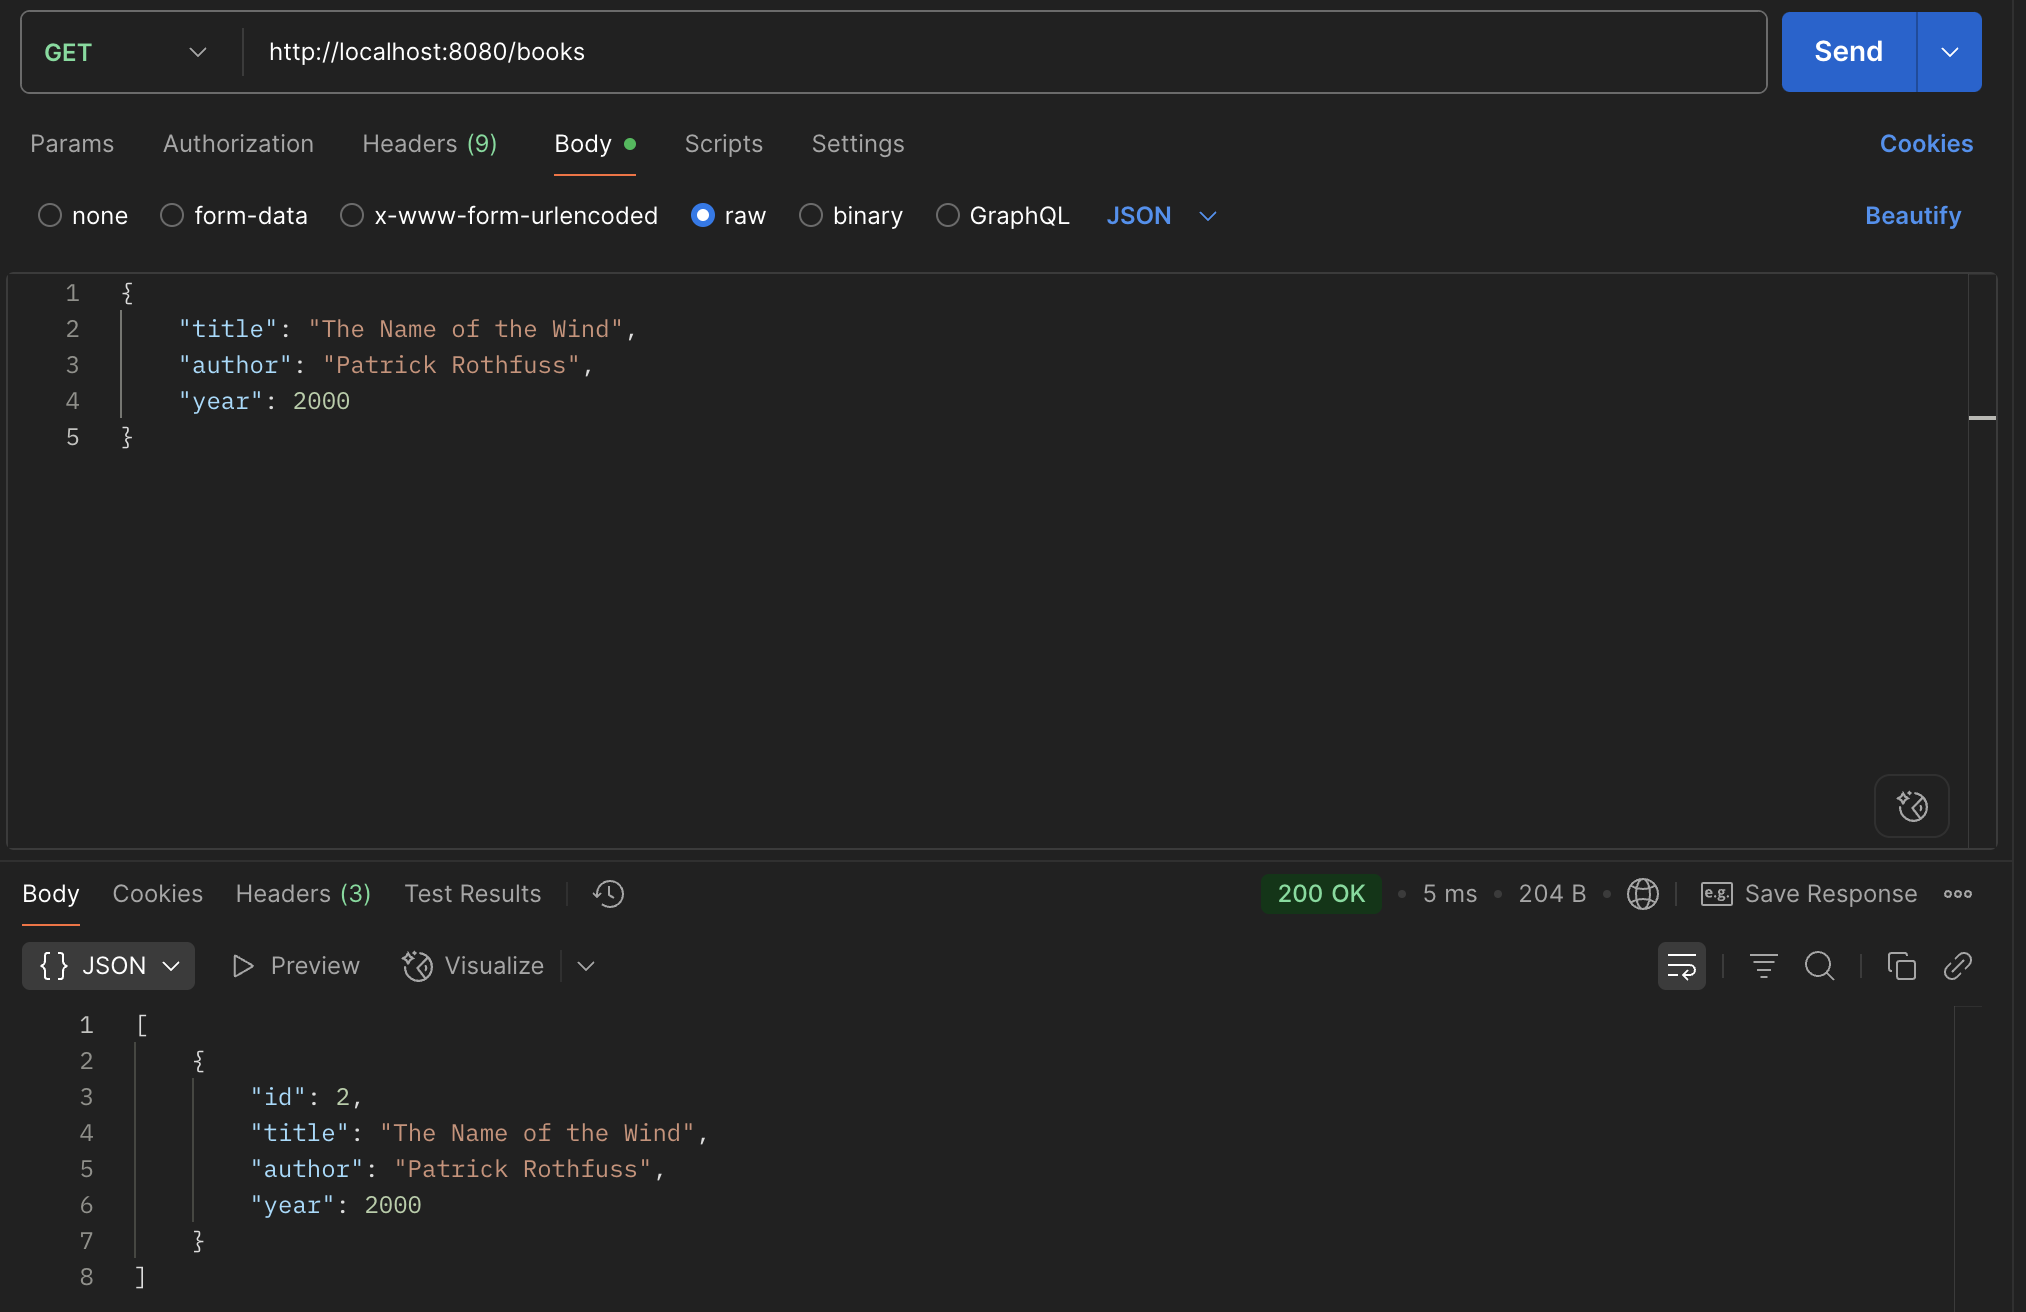 GET http://localhost:8080/books Send
Params Authorization Headers (9) Body Scripts Settings Cookies
none form-data x-www-form-urlencoded raw binary GraphQL JSON Beautify
1 {
2 "title": "The Name of the Wind",
3 "author": "Patrick Rothfuss",
4 "year": 2000
5 }
Body Cookies Headers (3) Test Results 200 OK • 5 ms • 204 B • e.g. Save Response
{} JSON Preview Visualize
1 [
2 {
3 "id": 2,
4 "title": "The Name of the Wind",
5 "author": "Patrick Rothfuss",
6 "year": 2000
7 }
8 ]